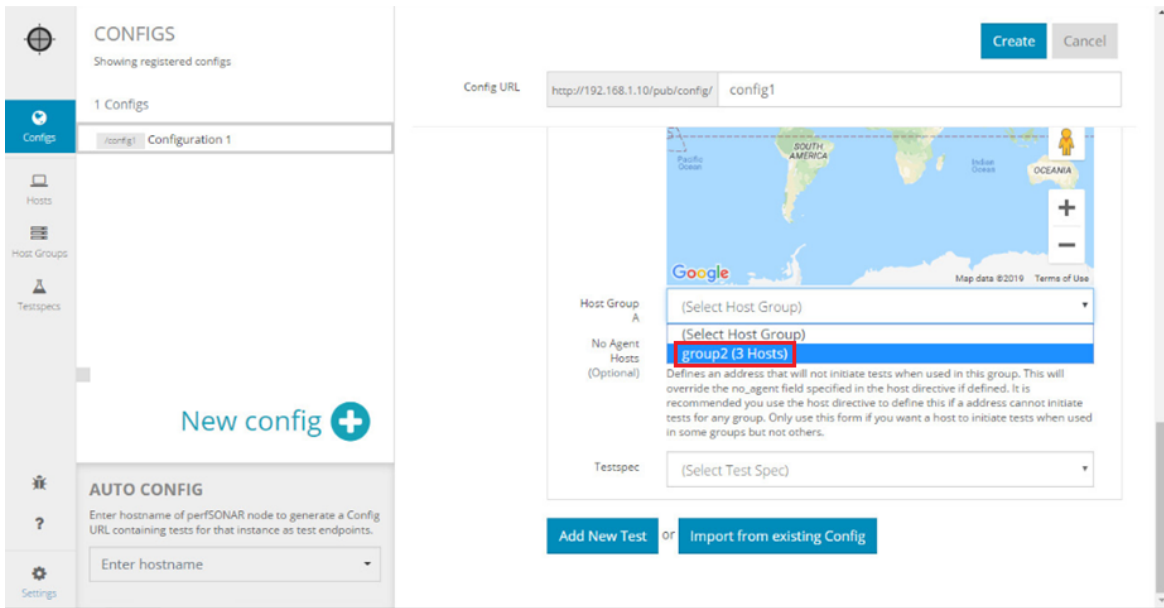 CONFIGS
Showing registered configs
1 Configs
/config1 Configuration 1
New config
AUTO CONFIG
Enter hostname of perfSONAR node to generate a Config
URL containing tests for that instance as test endpoints.
Enter hostname
Configs
Hosts
Host Groups
Testspecs
?
Settings
Create Cancel
Config URL http://192.168.1.10/pub/config/ config1
Pacific
Ocean
SOUTH
AMERICA
Indian
Ocean
OCEANIA
Google
Map data ©2019 Terms of Use
Host Group
A
(Select Host Group)
(Select Host Group)
group2 (3 Hosts)
No Agent
Hosts
(Optional)
Defines an address that will not initiate tests when used in this group. This will
override the no_agent field specified in the host directive if defined. It is
recommended you use the host directive to define this if a address cannot initiate
tests for any group. Only use this form if you want a host to initiate tests when used
in some groups but not others.
Testspec (Select Test Spec)
Add New Test or Import from existing Config